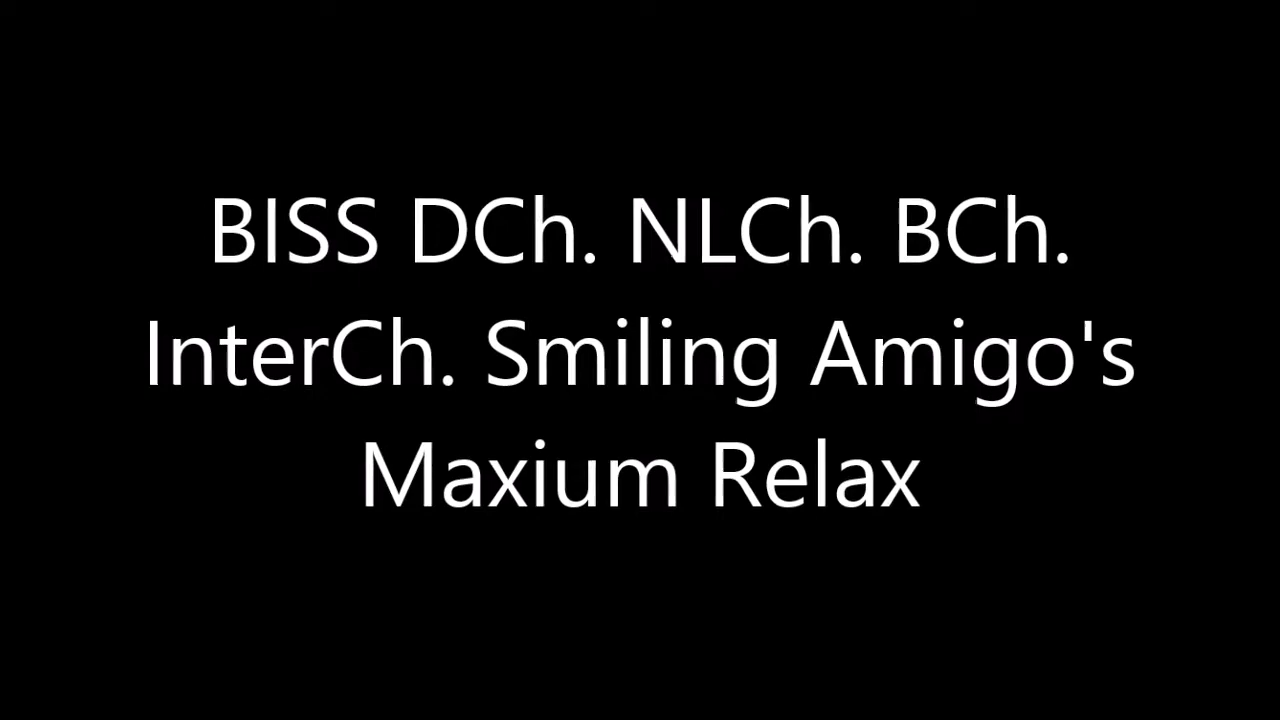 BISS DCh. NLCh. BCh.
InterCh. Smiling Amigo's
Maxium Relax